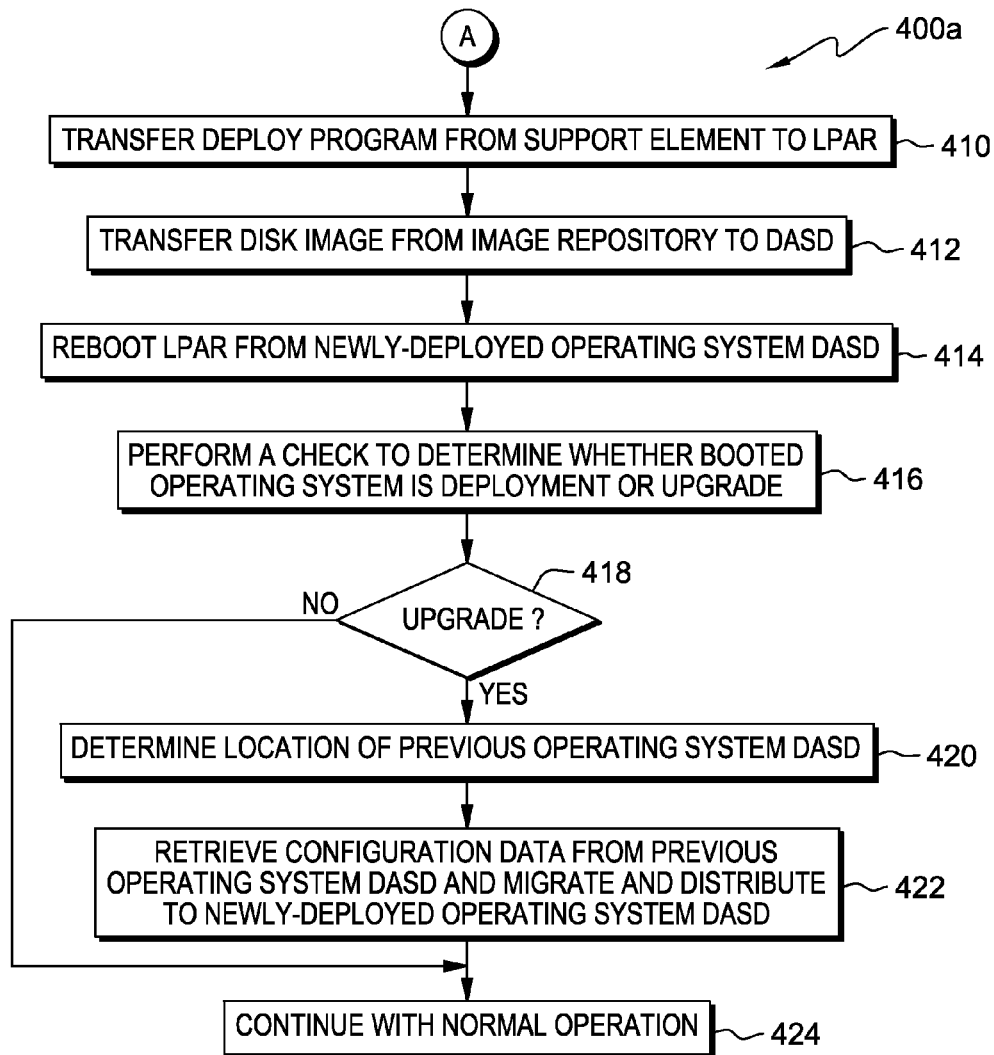 A
400a
TRANSFER DEPLOY PROGRAM FROM SUPPORT ELEMENT TO LPAR
410
TRANSFER DISK IMAGE FROM IMAGE REPOSITORY TO DASD
412
REBOOT LPAR FROM NEWLY-DEPLOYED OPERATING SYSTEM DASD
414
PERFORM A CHECK TO DETERMINE WHETHER BOOTED
OPERATING SYSTEM IS DEPLOYMENT OR UPGRADE
416
418
NO
UPGRADE ?
YES
DETERMINE LOCATION OF PREVIOUS OPERATING SYSTEM DASD
420
RETRIEVE CONFIGURATION DATA FROM PREVIOUS
OPERATING SYSTEM DASD AND MIGRATE AND DISTRIBUTE
TO NEWLY-DEPLOYED OPERATING SYSTEM DASD
422
CONTINUE WITH NORMAL OPERATION
424